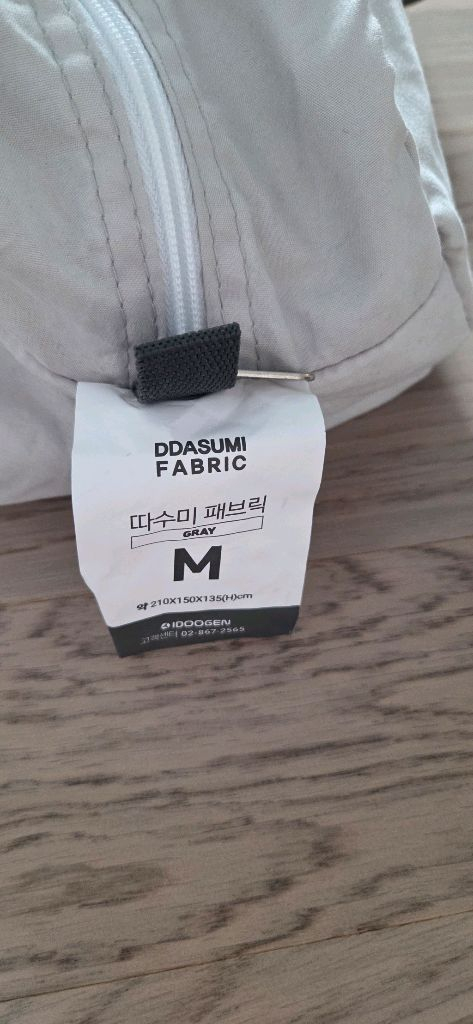 DDASUMI
FABRIC
따수미 패브릭
GRAY
M
약 210X150X135(H)cm
IDOOGEN
고객센터 02-867-2565